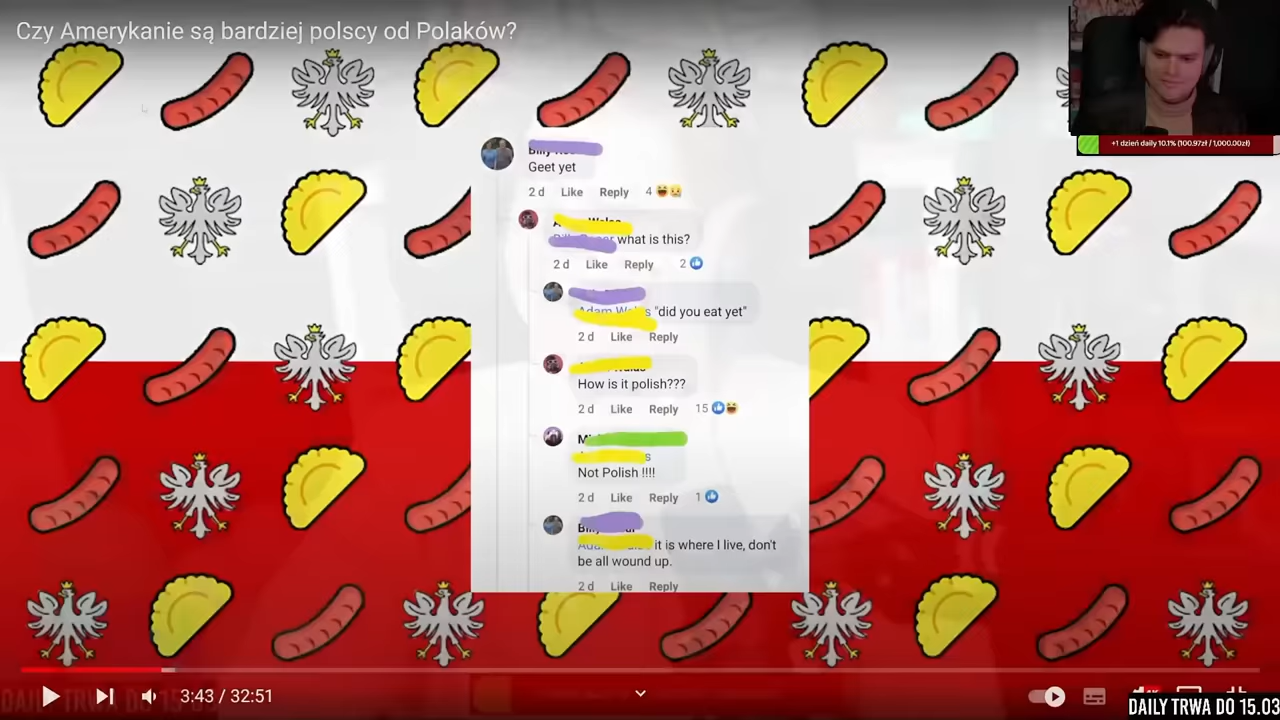 Czy Amerykanie są bardziej polscy od Polaków?
+1 dzień daily 10.1% (100.97zł / 1,000.00zł)
Geet yet
2 d Like Reply 4
what is this?
2 d Like Reply 2
"did you eat yet"
2 d Like Reply
How is it polish???
2 d Like Reply 15
Not Polish !!!!
2 d Like Reply 1
it is where I live, don't
be all wound up.
2 d Like Reply
3:43 / 32:51
DAILY TRWA DO 15.03